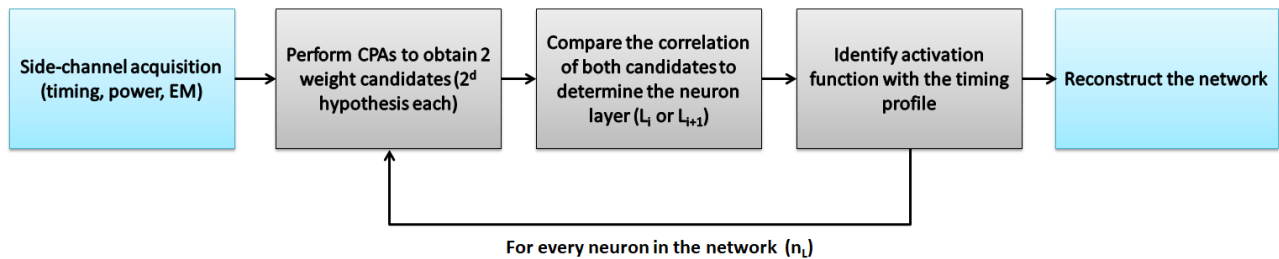 Side-channel acquisition
(timing, power, EM)
Perform CPAs to obtain 2
weight candidates (2ᵈ
hypothesis each)
Compare the correlation
of both candidates to
determine the neuron
layer (Lᵢ or Lᵢ₊₁)
Identify activation
function with the timing
profile
Reconstruct the network
For every neuron in the network (n_L)